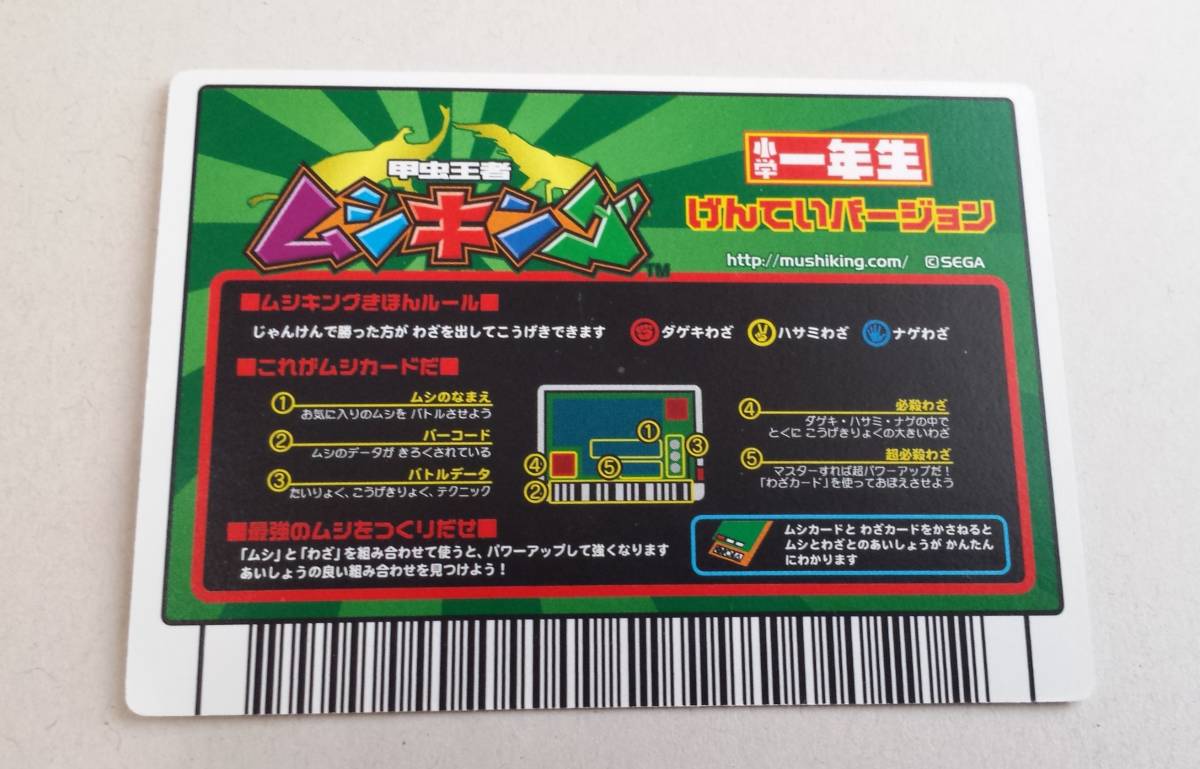 甲虫王者
ムシキング
TM
小学一年生
げんていバージョン
http://mushiking.com/ ©SEGA
■ムシキングきほんルール■
じゃんけんで勝った方が わざを出してこうげきできます ダゲキわざ ハサミわざ ナゲわざ
■これがムシカードだ■
① ムシのなまえ
お気に入りのムシを バトルさせよう
② バーコード
ムシのデータが きろくされている
③ バトルデータ
たいりょく、こうげきりょく、テクニック
①
③
④
⑤
②
④ 必殺わざ
ダゲキ・ハサミ・ナゲの中で
とくに こうげきりょくの大きいわざ
⑤ 超必殺わざ
マスターすれば超パワーアップだ！
「わざカード」を使っておぼえさせよう
■最強のムシをつくりだせ■
「ムシ」と「わざ」を組み合わせて使うと、パワーアップして強くなります
あいしょうの良い組み合わせを見つけよう！
ムシカードと わざカードをかさねると
ムシとわざとのあいしょうが かんたん
にわかります